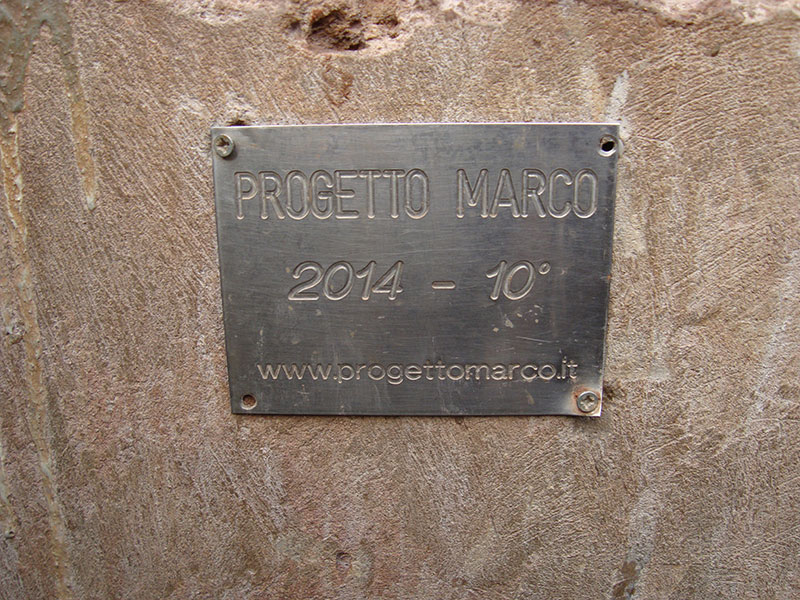 PROGETTO MARCO
2014 - 10°
www.progettomarco.it